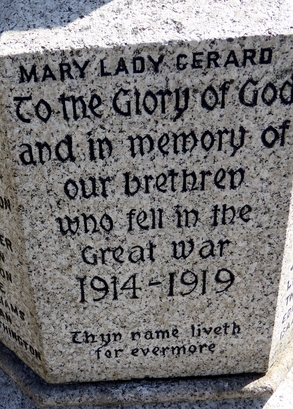 MARY LADY GERARD
To the Glory of God
and in memory of
our brethren
who fell in the
Great War
1914-1919
Thyn name liveth
for evermore